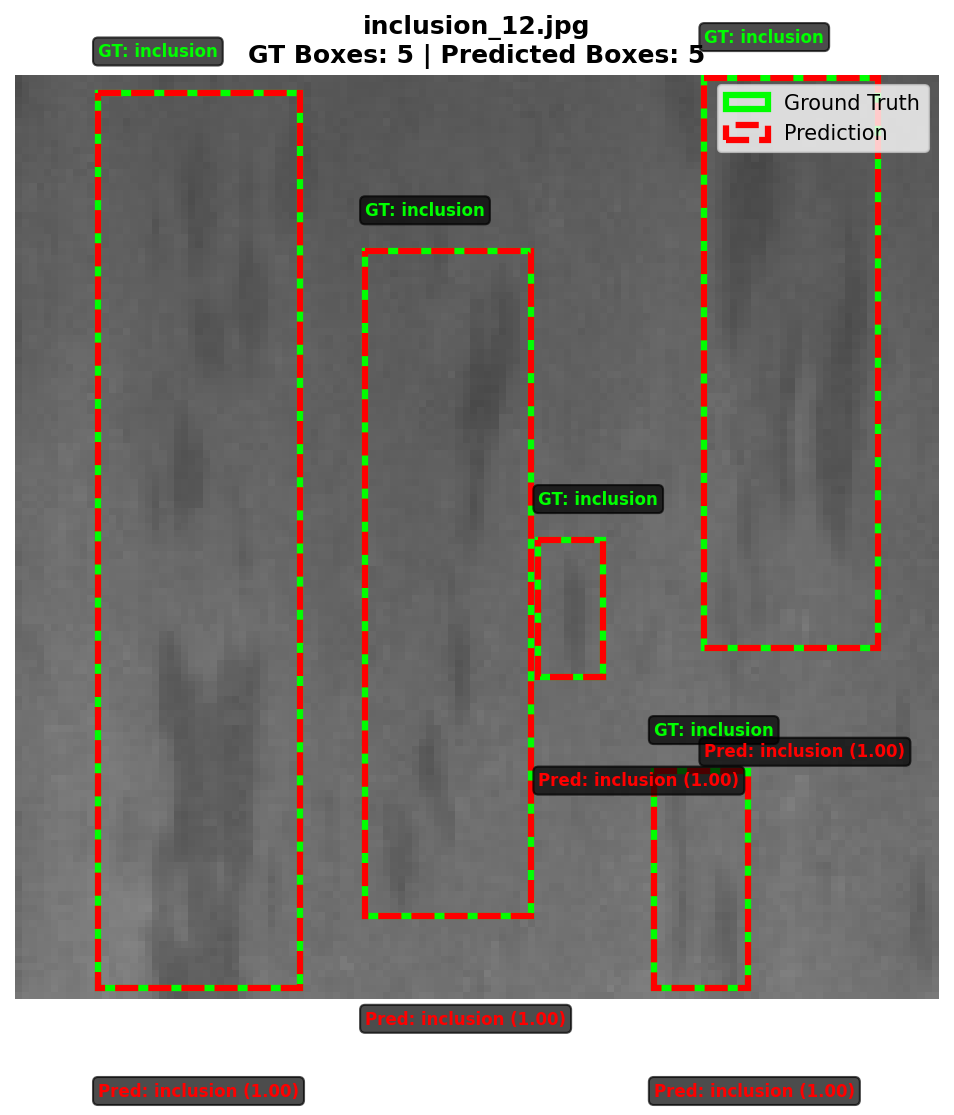 inclusion_12.jpg
GT Boxes: 5 | Predicted Boxes: 5
GT: inclusion
GT: inclusion
Ground Truth
Prediction
GT: inclusion
GT: inclusion
GT: inclusion
Pred: inclusion (1.00)
Pred: inclusion (1.00)
Pred: inclusion (1.00)
Pred: inclusion (1.00)
Pred: inclusion (1.00)